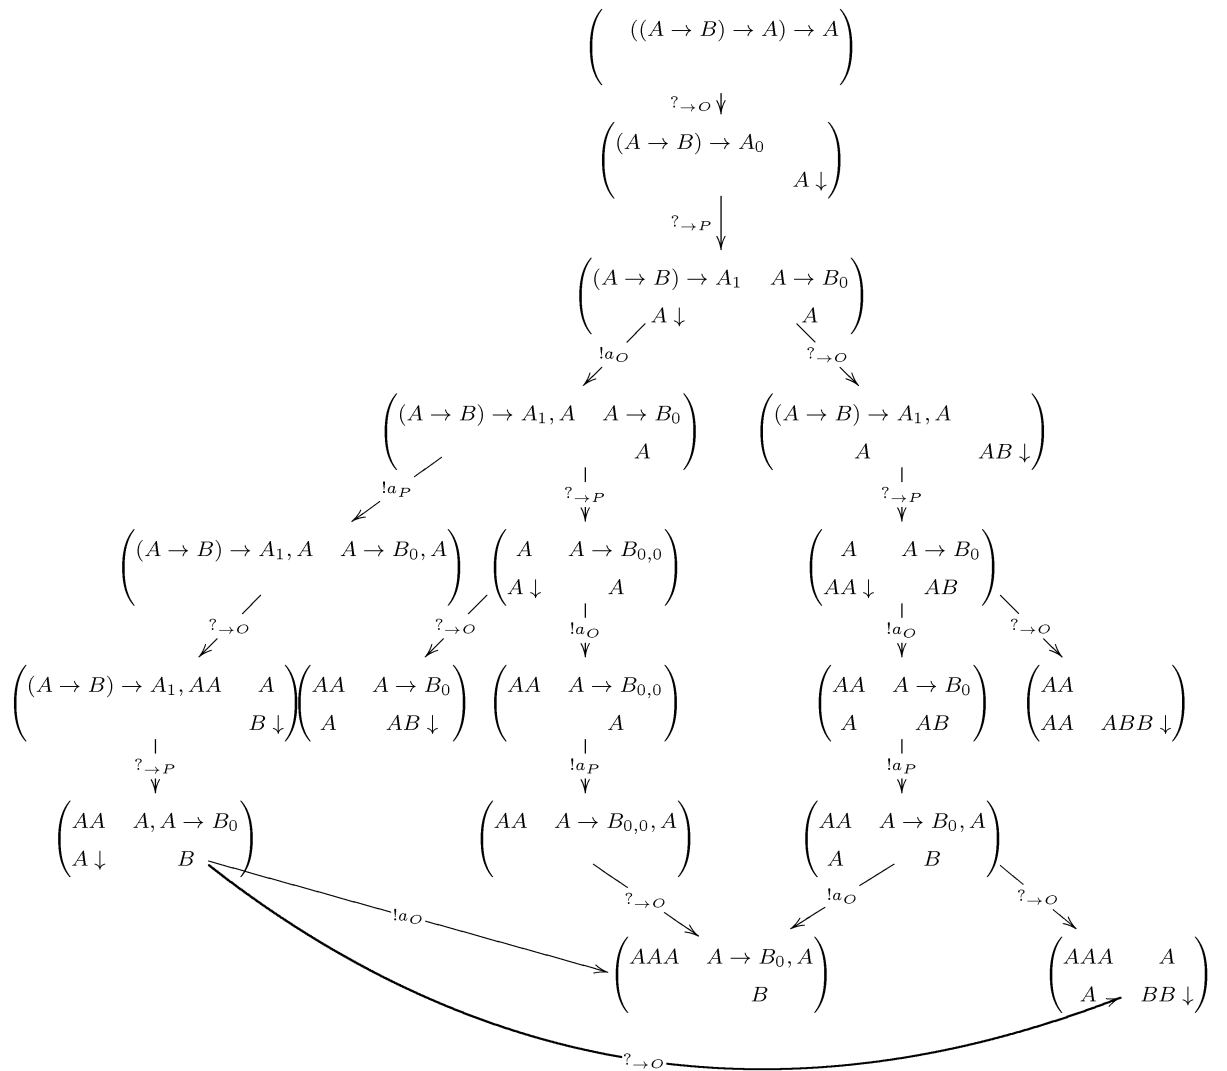 ((A → B) → A) → A
?→O
(A → B) → A₀
A ↓
?→P
(A → B) → A₁ A → B₀
A ↓ A
!aO ?→O
(A → B) → A₁, A A → B₀ (A → B) → A₁, A
A A AB ↓
!aP ?→P ?→P
(A → B) → A₁, A A → B₀, A A A → B₀,₀ A A → B₀
A ↓ A AA ↓ AB
?→O ?→O !aO !aO ?→O
(A → B) → A₁, AA A AA A → B₀ AA A → B₀,₀ AA A → B₀ AA
B ↓ A AB ↓ A A AB AA ABB ↓
?→P !aP !aP
AA A, A → B₀ AA A → B₀,₀, A AA A → B₀, A
A ↓ B A B
!aO ?→O !aO ?→O
AAA A → B₀, A AAA A
B A BB ↓
?→O